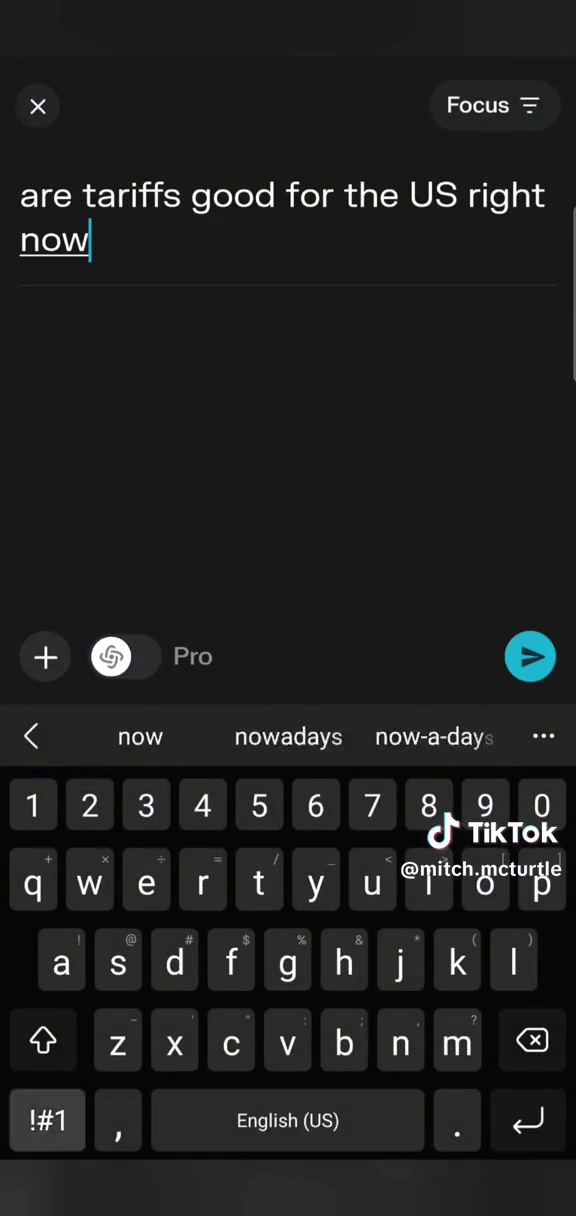 Focus
are tariffs good for the US right
now
Pro
now nowadays now-a-days
1 2 3 4 5 6 7 8 9 0
TikTok
@mitch.mcturtle
+ × ÷ = / _ < > [ ]
q w e r t y u i o p
! @ # $ % & * ( )
a s d f g h j k l
- ' " : ; , ?
z x c v b n m
!#1 , English (US) .